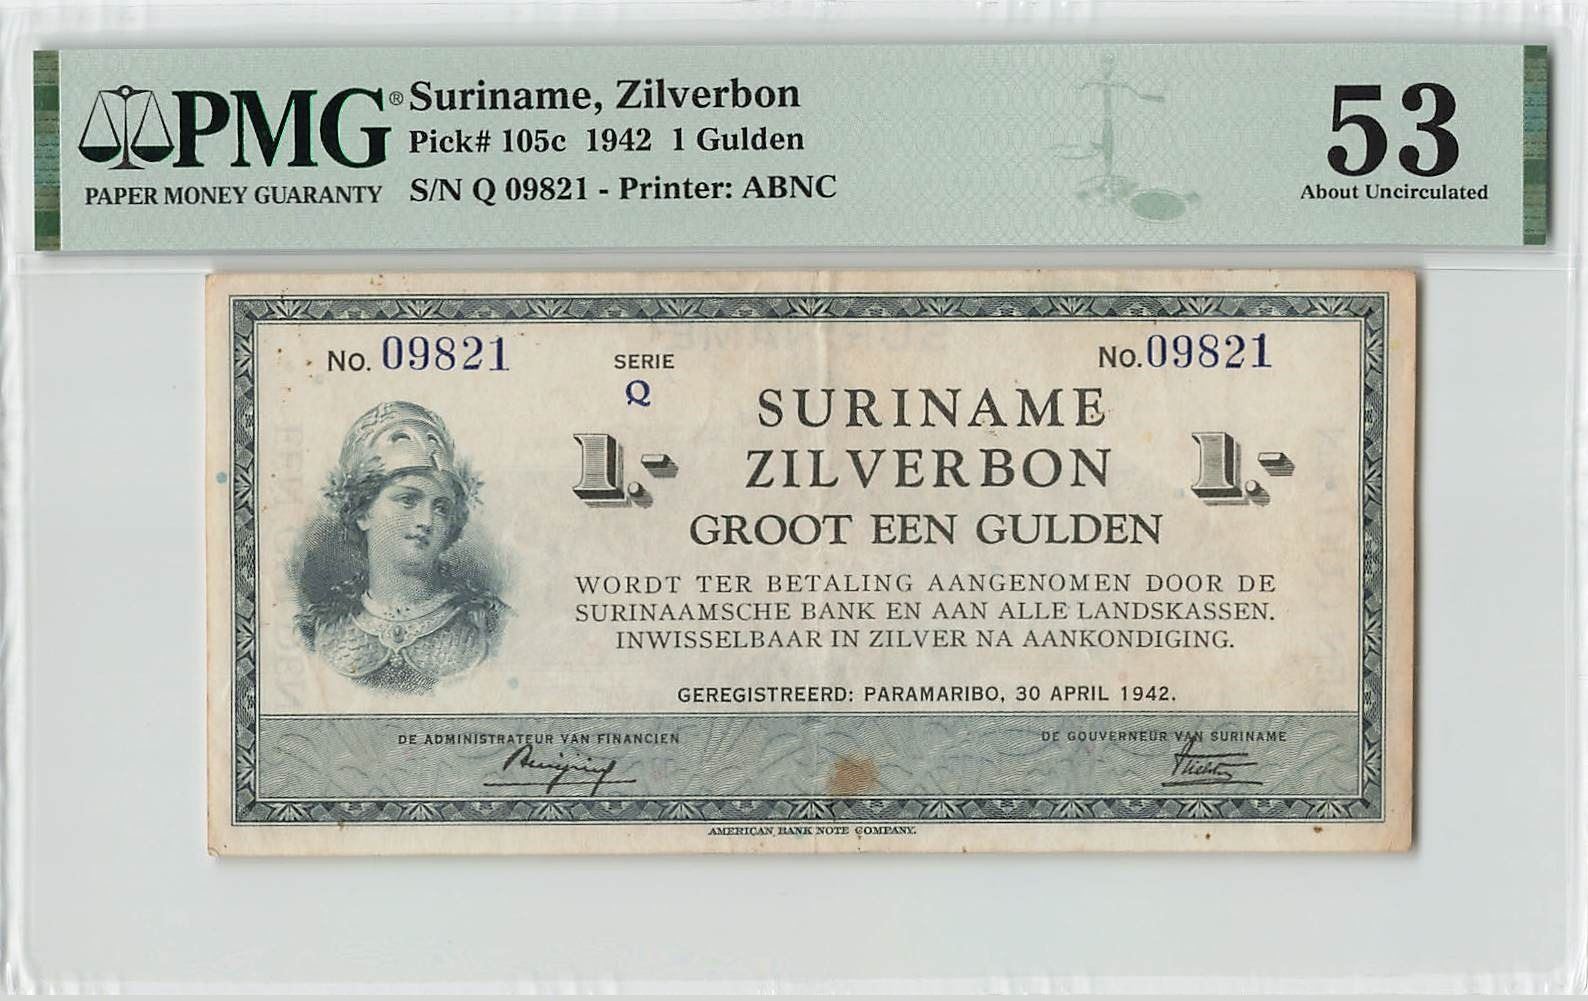 PMG®
PAPER MONEY GUARANTY
Suriname, Zilverbon
Pick# 105c 1942 1 Gulden
S/N Q 09821 - Printer: ABNC
53
About Uncirculated
No. 09821
SERIE
Q
No. 09821
SURINAME
1.-
ZILVERBON
1.-
GROOT EEN GULDEN
WORDT TER BETALING AANGENOMEN DOOR DE
SURINAAMSCHE BANK EN AAN ALLE LANDSKASSEN.
INWISSELBAAR IN ZILVER NA AANKONDIGING.
GEREGISTREERD: PARAMARIBO, 30 APRIL 1942.
DE ADMINISTRATEUR VAN FINANCIEN
DE GOUVERNEUR VAN SURINAME
AMERICAN BANK NOTE COMPANY.